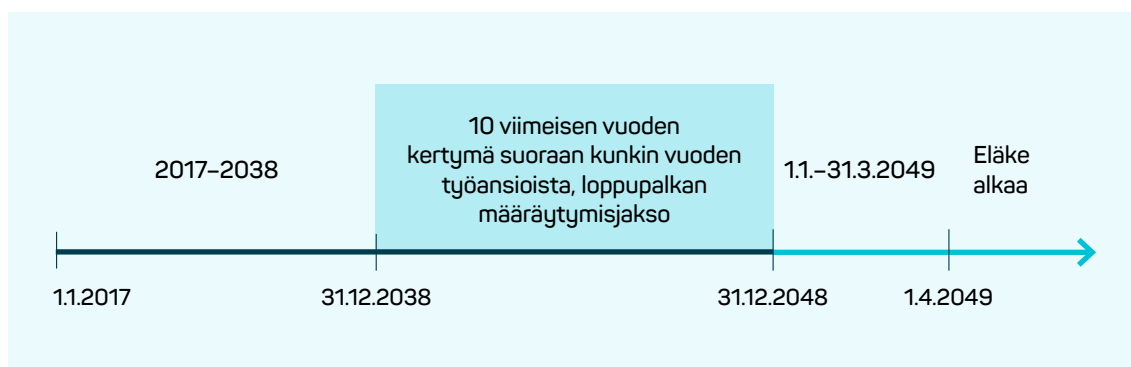 2017–2038
10 viimeisen vuoden
kertymä suoraan kunkin vuoden
työansioista, loppupalkan
määräytymisjakso
1.1.–31.3.2049
Eläke
alkaa
1.1.2017
31.12.2038
31.12.2048
1.4.2049